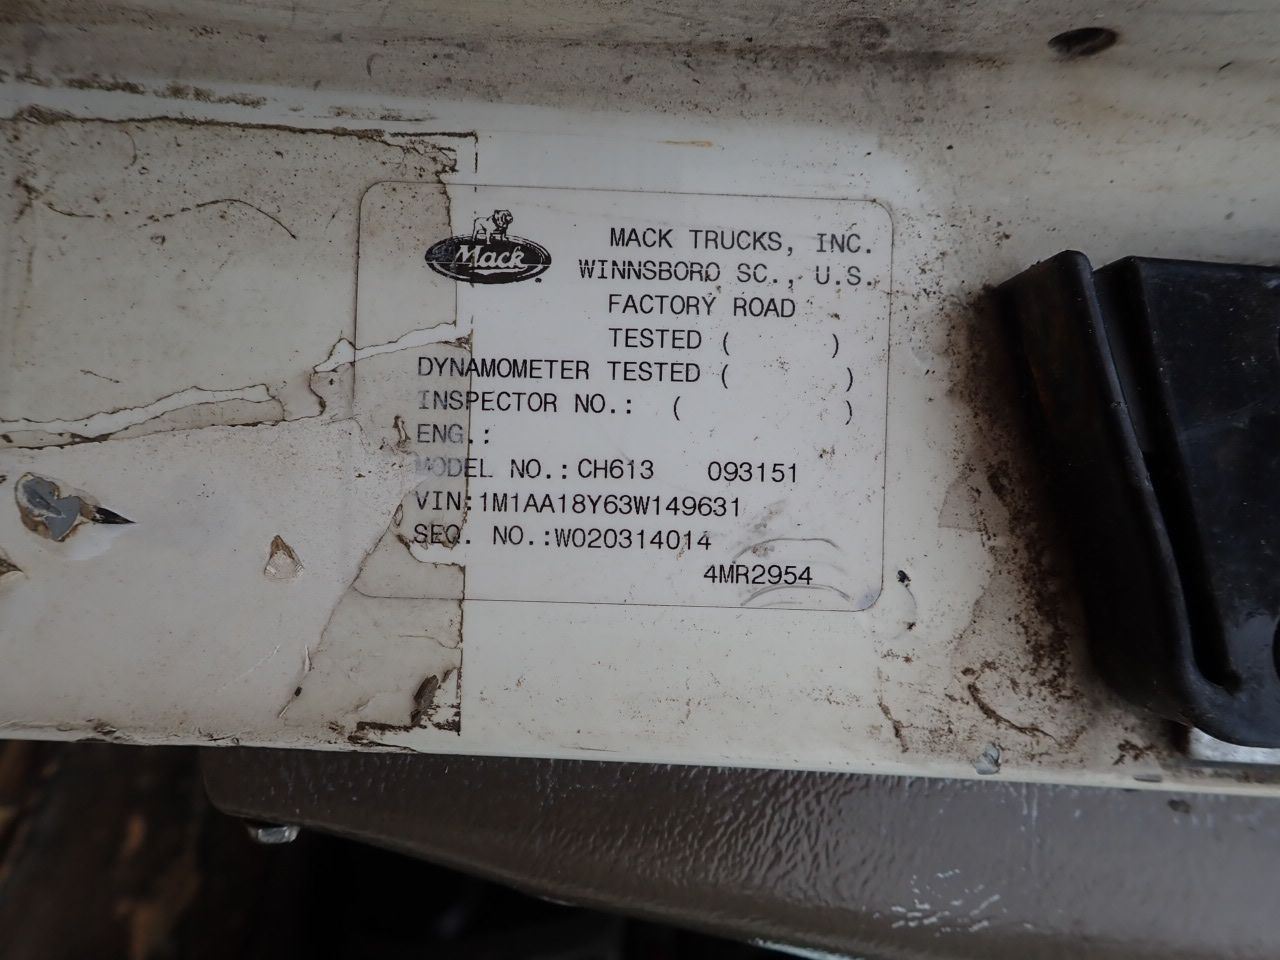 Mack
MACK TRUCKS, INC.
WINNSBORO SC., U.S.
FACTORY ROAD
TESTED ( )
DYNAMOMETER TESTED ( )
INSPECTOR NO.: ( )
ENG.:
MODEL NO.: CH613 093151
VIN:1M1AA18Y63W149631
SEQ. NO.:W020314014
4MR2954